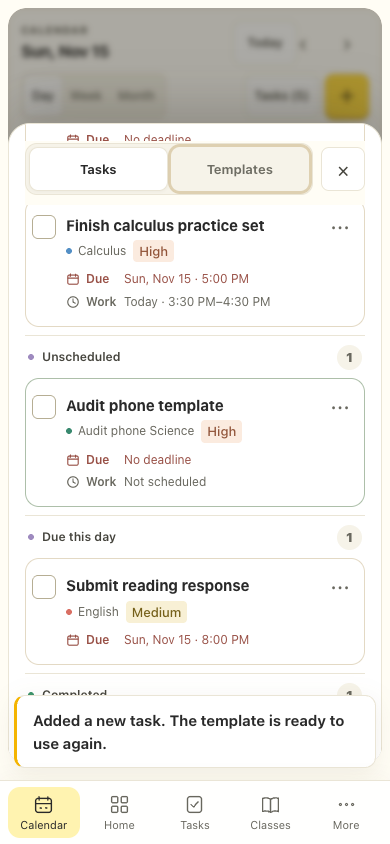 CALENDAR
Sun, Nov 15
Today
Day Week Month
Tasks (5)
+
Due No deadline
Tasks
Templates
Finish calculus practice set
Calculus High
Due Sun, Nov 15 · 5:00 PM
Work Today · 3:30 PM–4:30 PM
Unscheduled 1
Audit phone template
Audit phone Science High
Due No deadline
Work Not scheduled
Due this day 1
Submit reading response
English Medium
Due Sun, Nov 15 · 8:00 PM
Completed 1
Added a new task. The template is ready to
use again.
Calendar
Home
Tasks
Classes
More